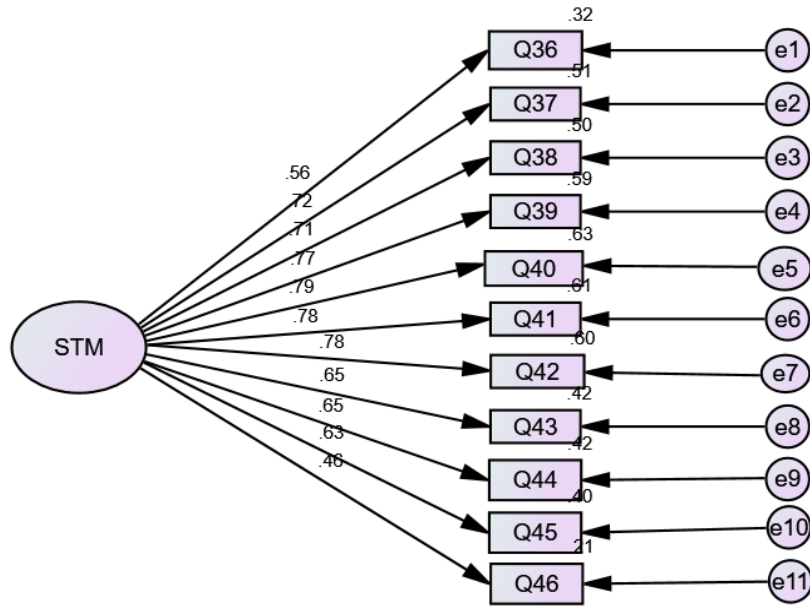 .32
Q36
e1
.51
Q37
e2
.50
Q38
e3
.59
.56
Q39
e4
.72
.71
.63
.77
Q40
e5
.79
.61
.78
Q41
e6
.60
.78
STM
Q42
e7
.65
.42
.65
Q43
e8
.63
.42
.46
Q44
e9
.40
Q45
e10
.21
Q46
e11